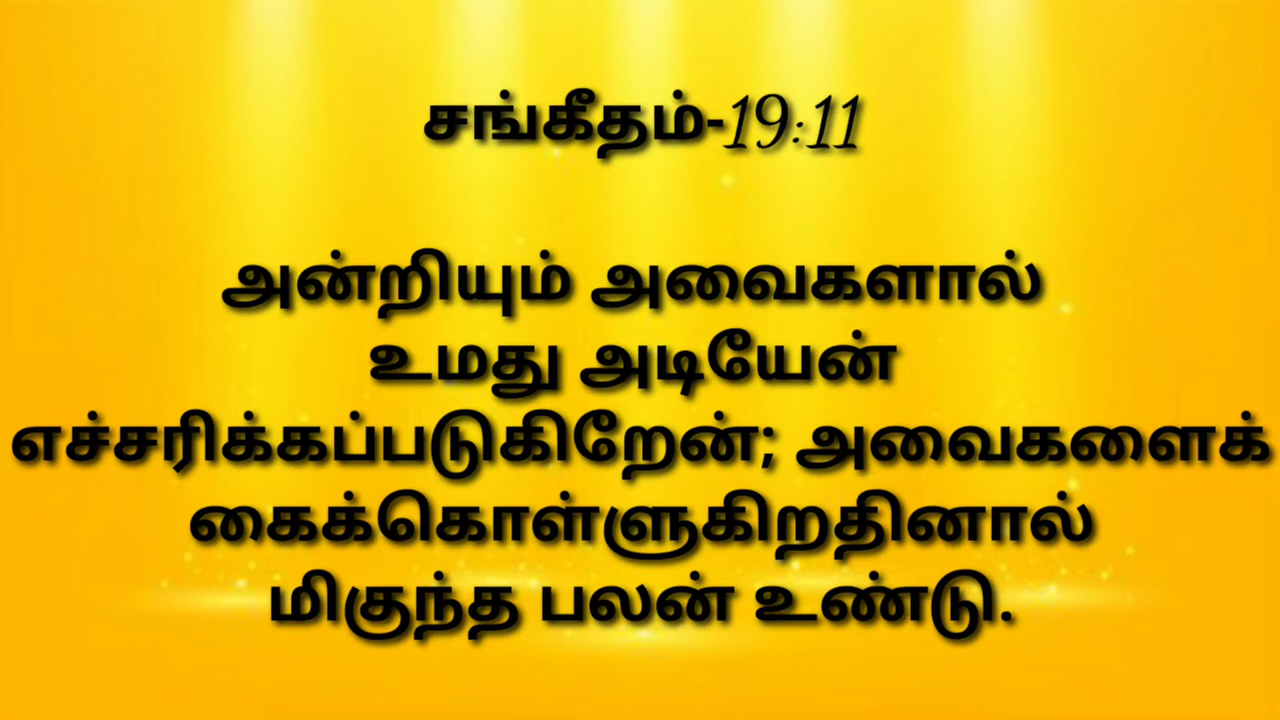 சங்கீதம்-19:11
அன்றியும் அவைகளால்
உமது அடியேன்
எச்சரிக்கப்படுகிறேன்; அவைகளைக்
கைக்கொள்ளுகிறதினால்
மிகுந்த பலன் உண்டு.